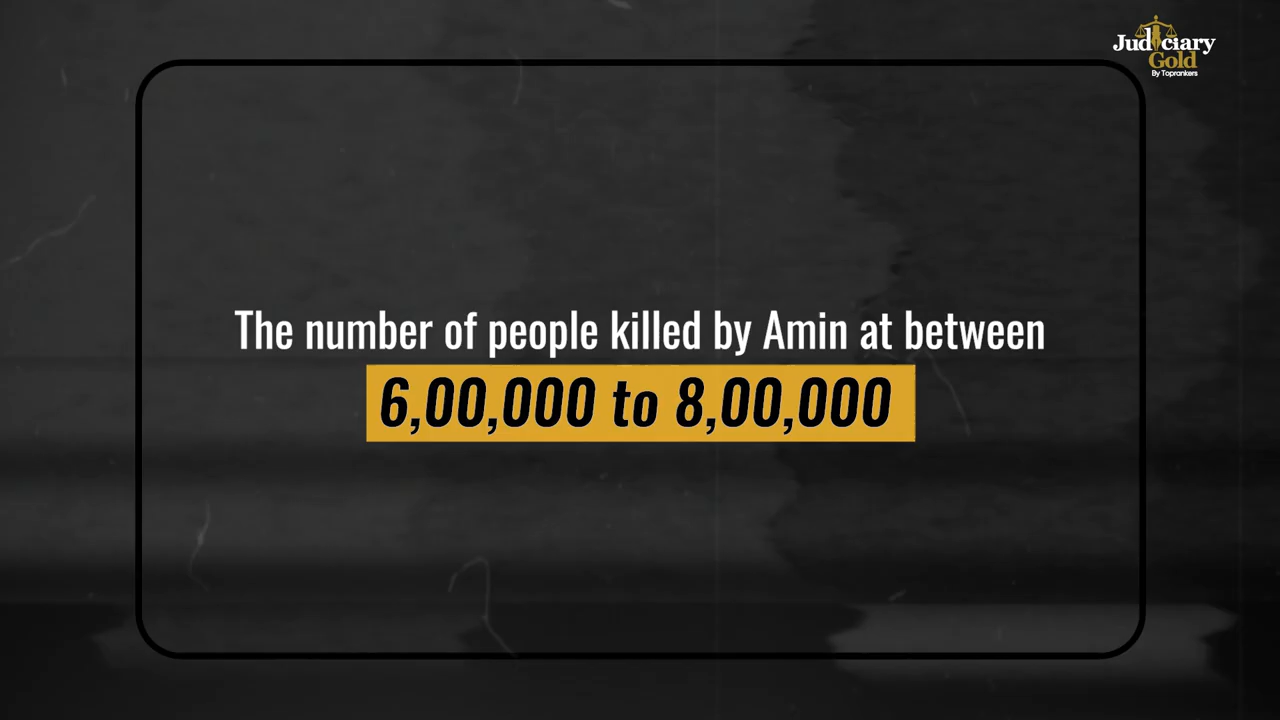 Judiciary
Gold
By Toprankers
The number of people killed by Amin at between
6,00,000 to 8,00,000